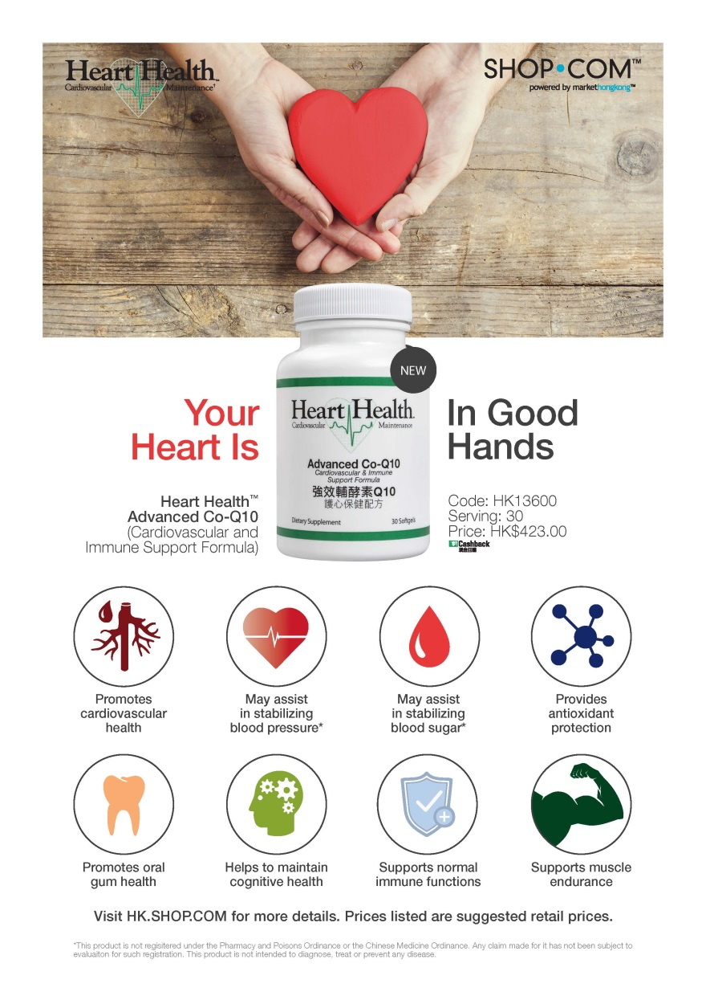 Heart Health™
Cardiovascular Maintenance†
SHOP•COM™
powered by markethongkong™
NEW
Your
Heart Is
In Good
Hands
Heart Health
Cardiovascular Maintenance
Advanced Co-Q10
Cardiovascular & Immune
Support Formula
強效輔酵素Q10
護心保健配方
Dietary Supplement 30 Softgels
Heart Health™
Advanced Co-Q10
(Cardiovascular and
Immune Support Formula)
Code: HK13600
Serving: 30
Price: HK$423.00
Cashback
現金回贈
Promotes
cardiovascular
health
May assist
in stabilizing
blood pressure*
May assist
in stabilizing
blood sugar*
Provides
antioxidant
protection
Promotes oral
gum health
Helps to maintain
cognitive health
Supports normal
immune functions
Supports muscle
endurance
Visit HK.SHOP.COM for more details. Prices listed are suggested retail prices.
*This product is not regisitered under the Pharmacy and Poisons Ordinance or the Chinese Medicine Ordinance. Any claim made for it has not been subject to
evaluaiton for such registration. This product is not intended to diagnose, treat or prevent any disease.